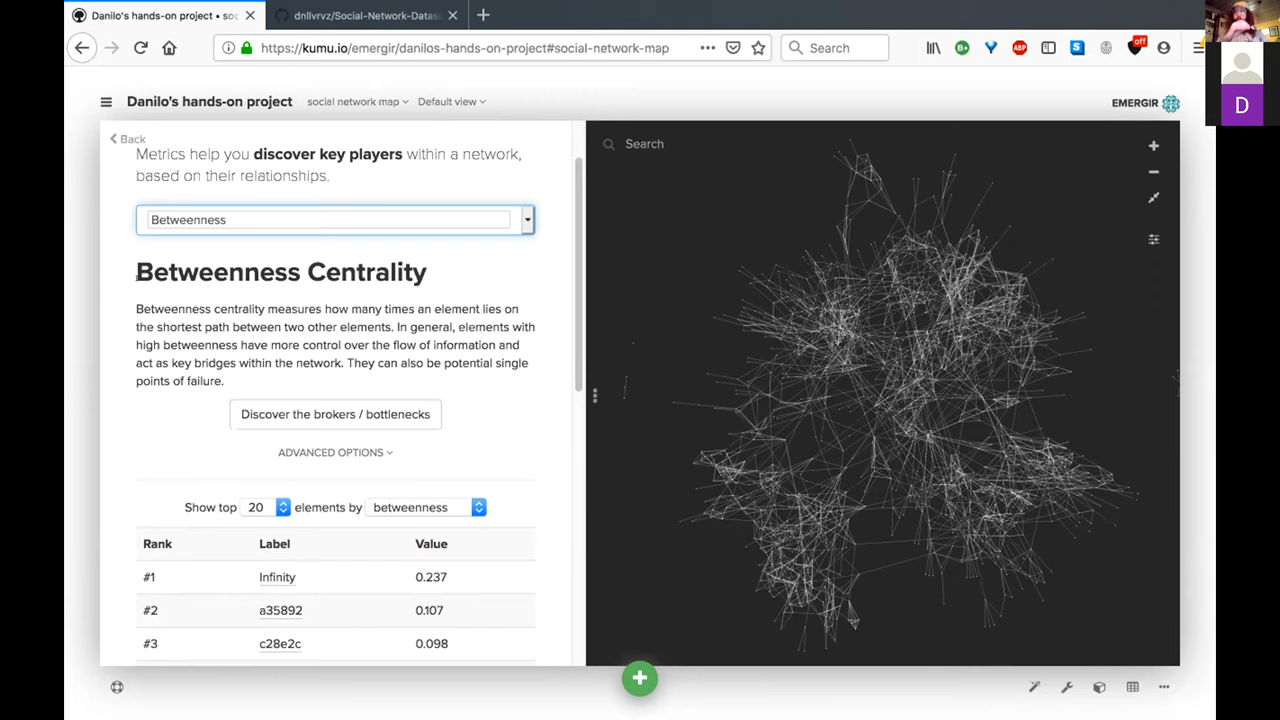 Danilo's hands-on project • soc
dnllvrvz/Social-Network-Datas
https://kumu.io/emergir/danilos-hands-on-project#social-network-map
Search
B+
ABP
S
off
D
Danilo's hands-on project
social network map
Default view
EMERGIR
Back
Metrics help you discover key players within a network,
based on their relationships.
Search
Betweenness
Betweenness Centrality
Betweenness centrality measures how many times an element lies on
the shortest path between two other elements. In general, elements with
high betweenness have more control over the flow of information and
act as key bridges within the network. They can also be potential single
points of failure.
Discover the brokers / bottlenecks
ADVANCED OPTIONS
Show top 20 elements by betweenness
Rank Label Value
#1 Infinity 0.237
#2 a35892 0.107
#3 c28e2c 0.098